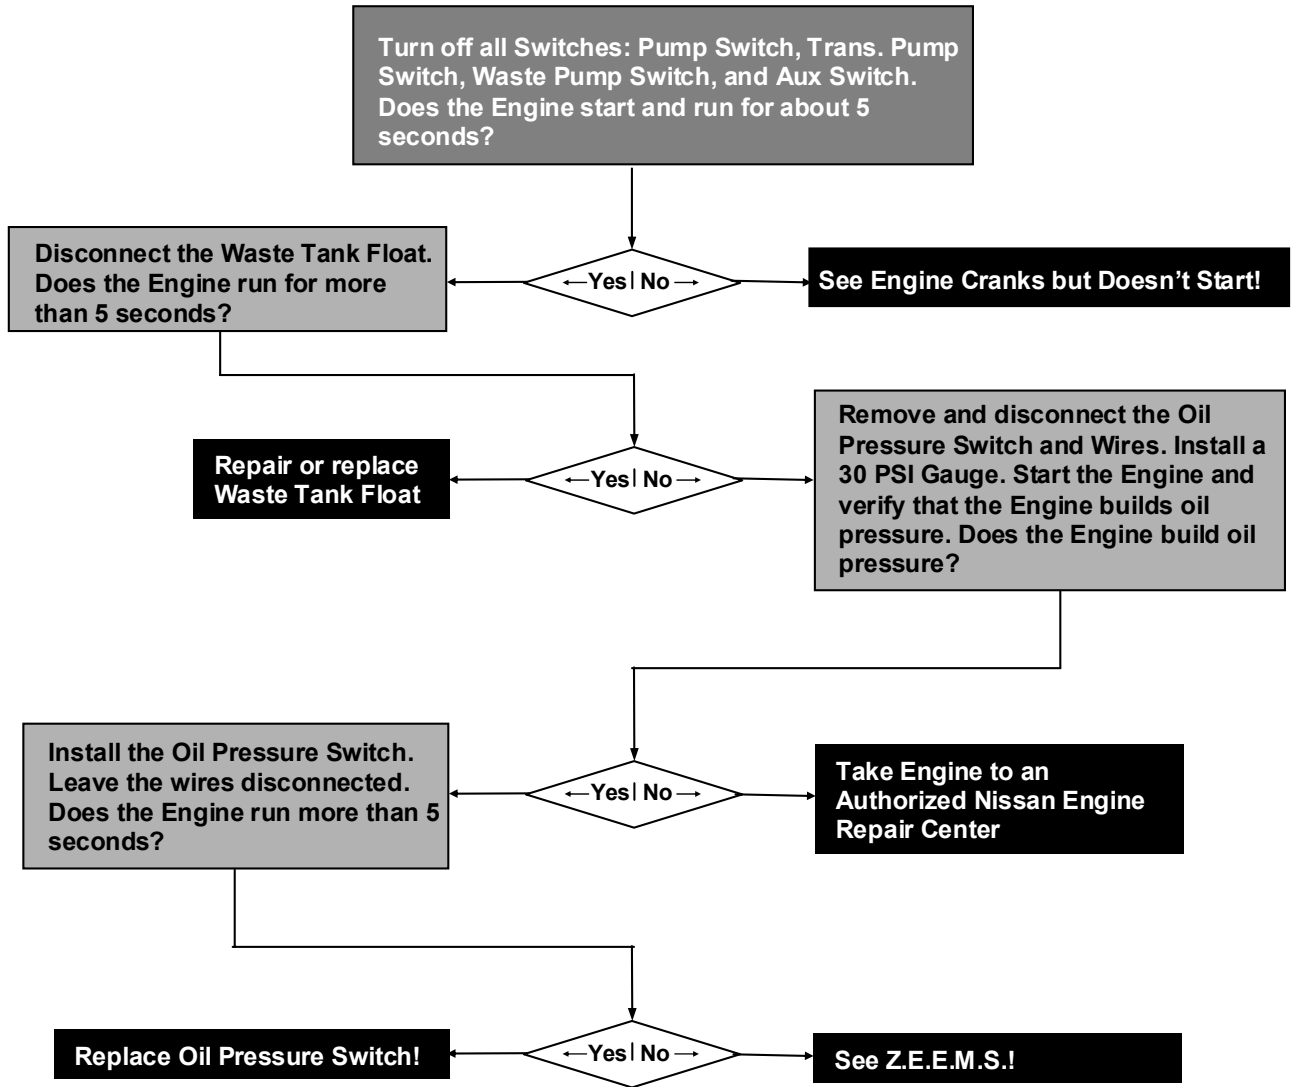 Turn off all Switches: Pump Switch, Trans. Pump
Switch, Waste Pump Switch, and Aux Switch.
Does the Engine start and run for about 5
seconds?
Disconnect the Waste Tank Float.
Does the Engine run for more
than 5 seconds?
Yes| No
See Engine Cranks but Doesn't Start!
Repair or replace
Waste Tank Float
Yes| No
Remove and disconnect the Oil
Pressure Switch and Wires. Install a
30 PSI Gauge. Start the Engine and
verify that the Engine builds oil
pressure. Does the Engine build oil
pressure?
Install the Oil Pressure Switch.
Leave the wires disconnected.
Does the Engine run more than 5
seconds?
Yes| No
Take Engine to an
Authorized Nissan Engine
Repair Center
Replace Oil Pressure Switch!
Yes| No
See Z.E.E.M.S.!